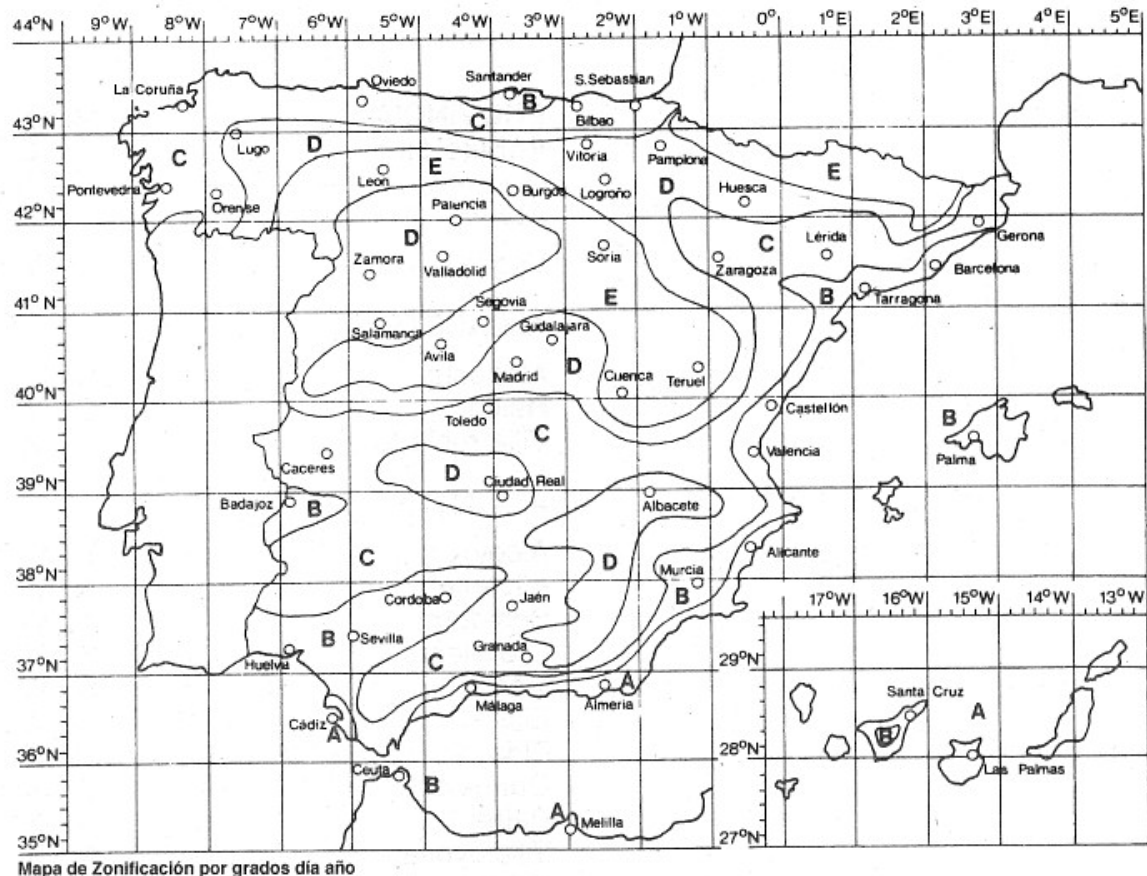 44°N 9°W 8°W 7°W 6°W 5°W 4°W 3°W 2°W 1°W 0° 1°E 2°E 3°E 4°E 5°E
La Coruña Oviedo Santander S.Sebastian
B
43°N C Bilbao
Lugo D Vitoria Pamplona
C León E D Huesca E
Pontevedra Orense Palencia Burgos Logroño
42°N
D C Lérida Gerona
Zamora Valladolid Soria Zaragoza Barcelona
41°N Segovia E B Tarragona
Salamanca Gudalajara
Avila Madrid D Cuenca Teruel
40°N
Toledo C Castellón B
Caceres Valencia Palma
D Ciudad Real
39°N
Badajoz B Albacete
C D Murcia Alicante
38°N
Cordoba Jaén B
17°W 16°W 15°W 14°W 13°W
B Sevilla
37°N Huelva C Granada 29°N
Málaga Almeria A Santa Cruz A
Cádiz A B
36°N 28°N
Ceuta B Las Palmas
A Melilla
35°N 27°N
Mapa de Zonificación por grados día año